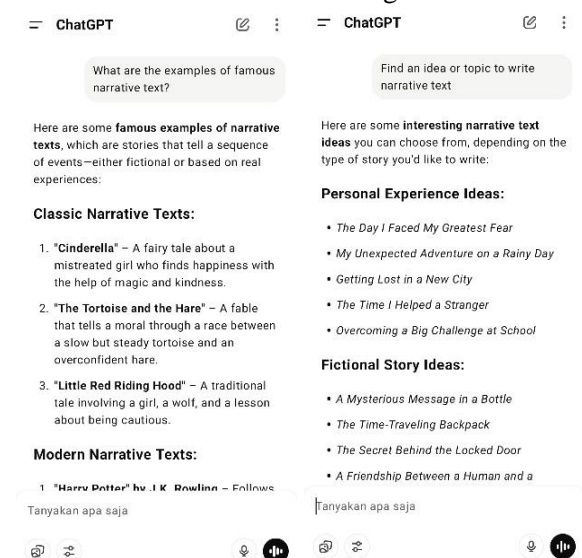 ChatGPT
What are the examples of famous
narrative text?
Here are some famous examples of narrative
texts, which are stories that tell a sequence
of events—either fictional or based on real
experiences:
Classic Narrative Texts:
1. "Cinderella" – A fairy tale about a
mistreated girl who finds happiness with
the help of magic and kindness.
2. "The Tortoise and the Hare" – A fable
that tells a moral through a race between
a slow but steady tortoise and an
overconfident hare.
3. "Little Red Riding Hood" – A traditional
tale involving a girl, a wolf, and a lesson
about being cautious.
Modern Narrative Texts:
1. "Harry Potter" by J.K. Rowling – Follows
Tanyakan apa saja
ChatGPT
Find an idea or topic to write
narrative text
Here are some interesting narrative text
ideas you can choose from, depending on the
type of story you'd like to write:
Personal Experience Ideas:
• The Day I Faced My Greatest Fear
• My Unexpected Adventure on a Rainy Day
• Getting Lost in a New City
• The Time I Helped a Stranger
• Overcoming a Big Challenge at School
Fictional Story Ideas:
• A Mysterious Message in a Bottle
• The Time-Traveling Backpack
• The Secret Behind the Locked Door
• A Friendship Between a Human and a
Tanyakan apa saja